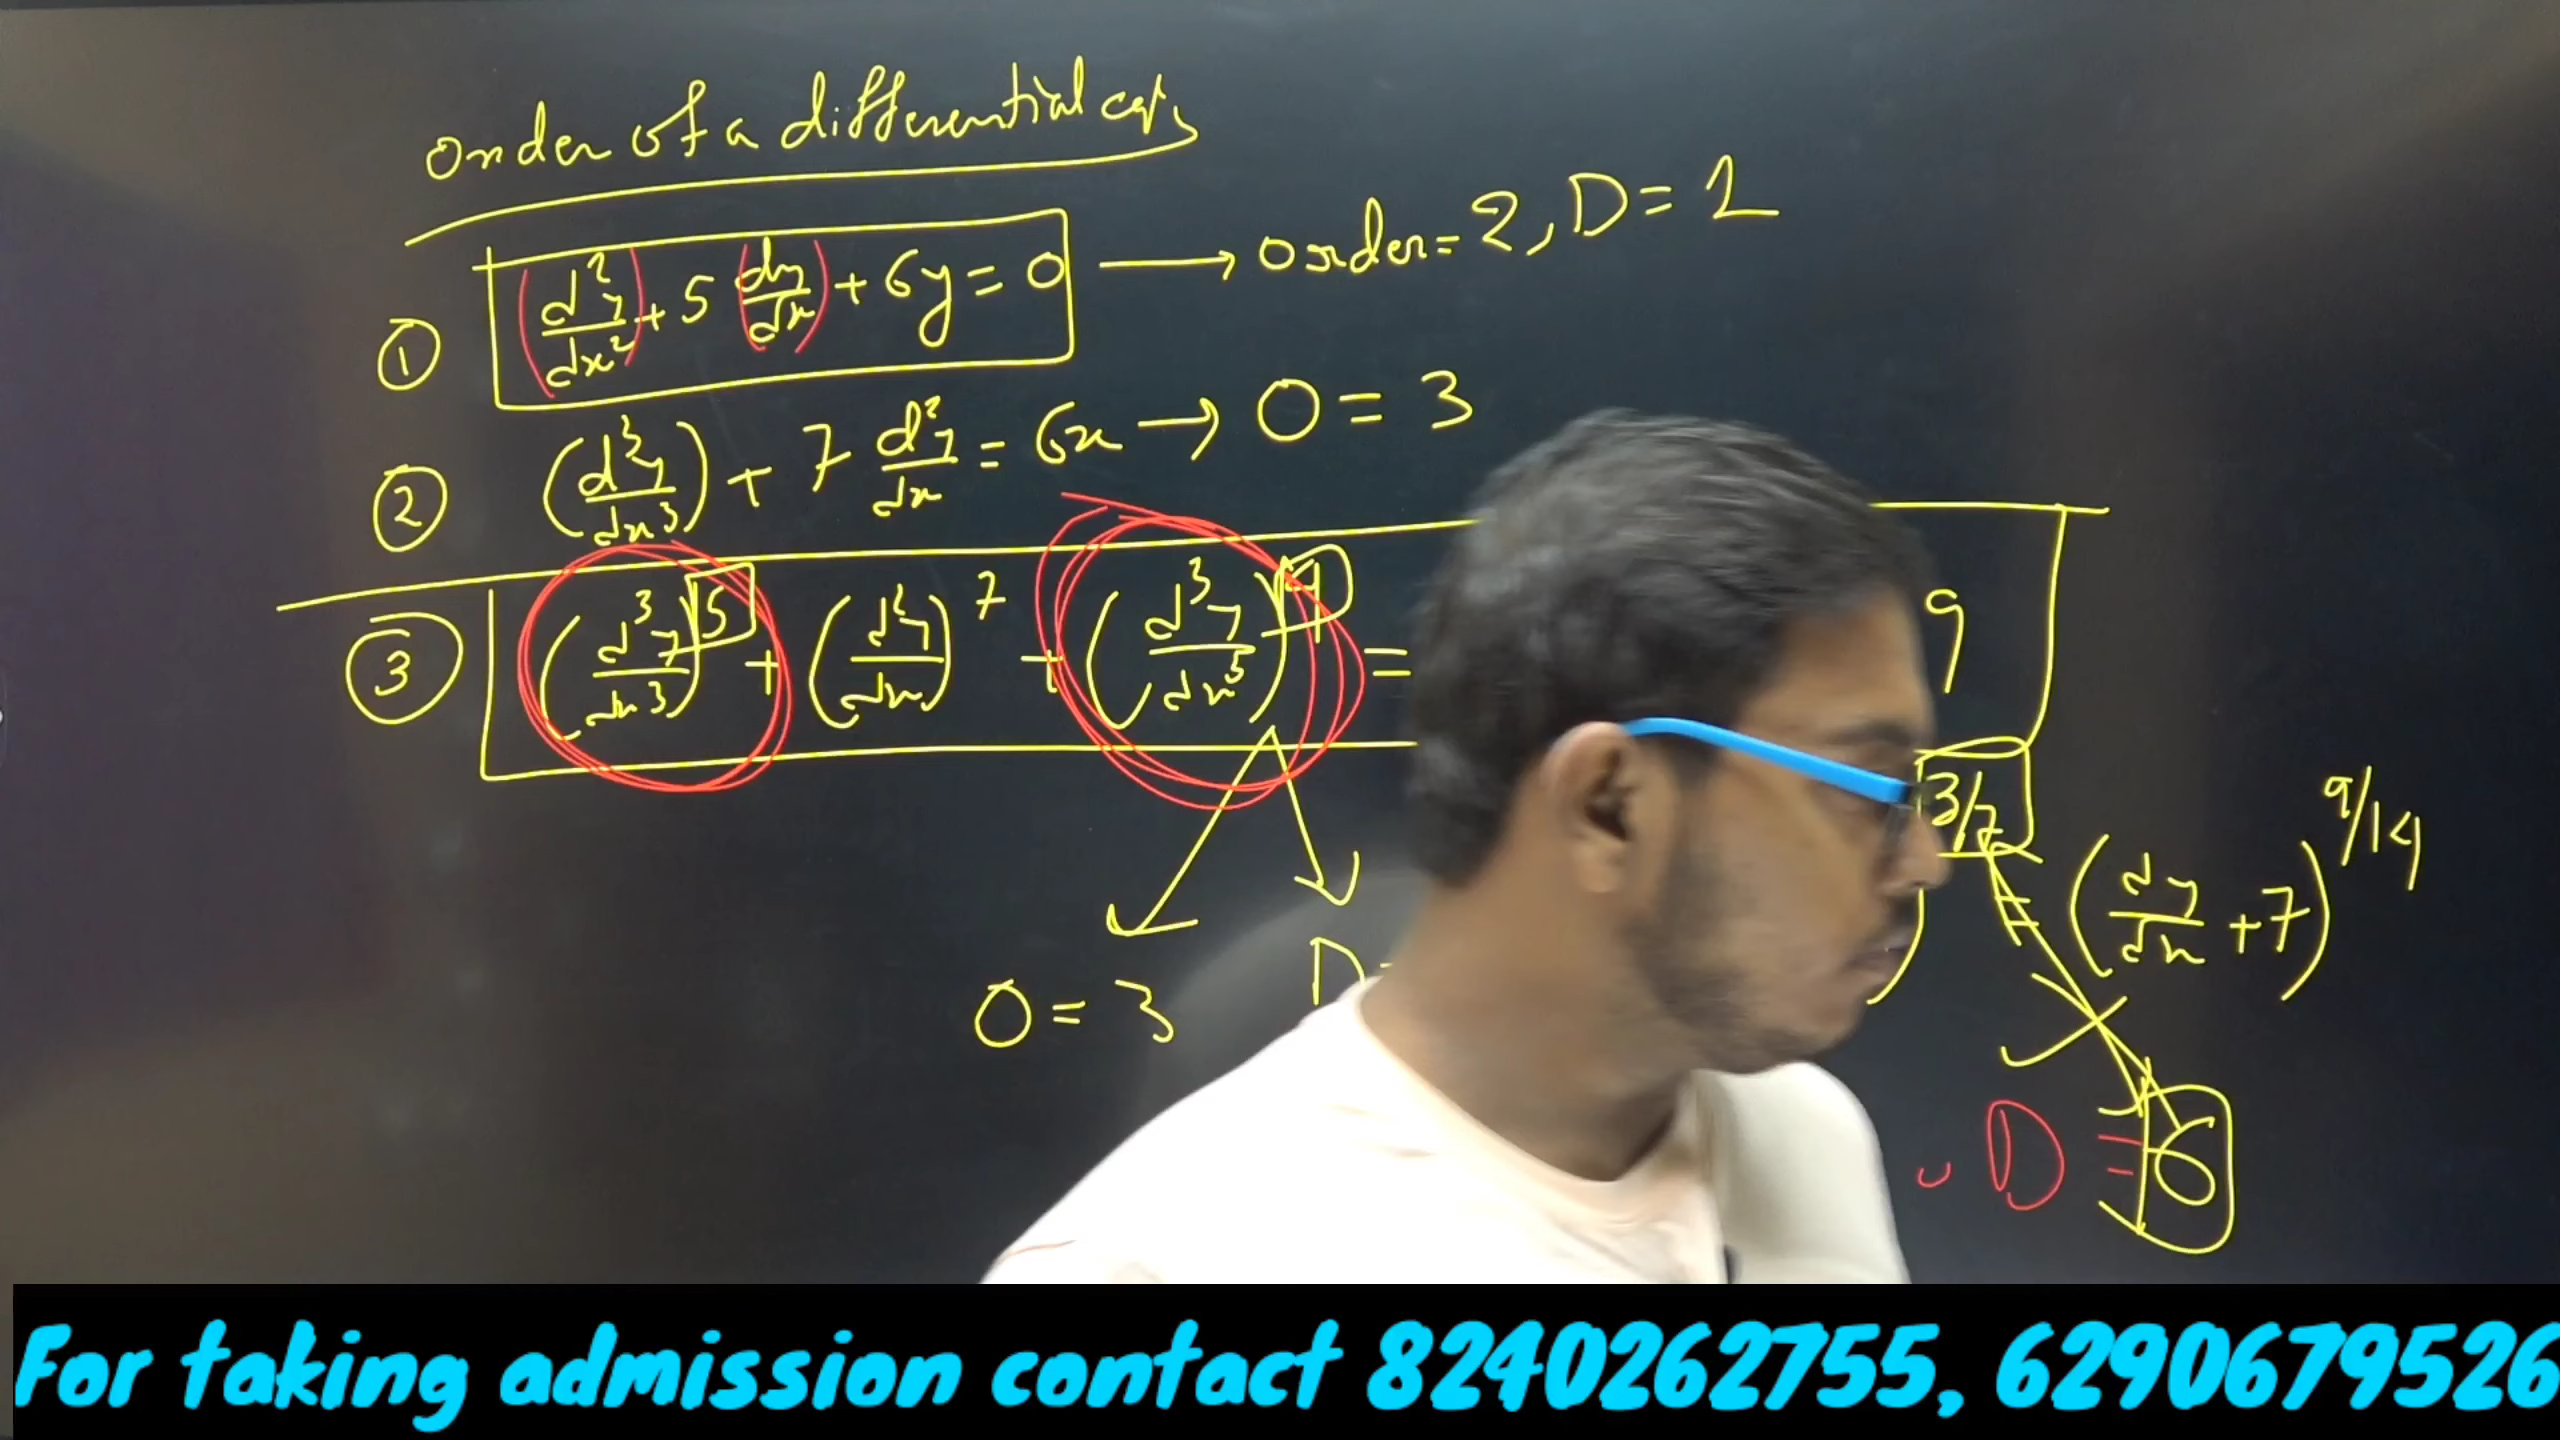 order of a differential eqn
① (d²y/dx²) + 5 (dy/dx) + 6y = 0 → order = 2, D = 1
② (d³y/dx³) + 7 d²y/dx = 6x → O = 3
③ (d³y/dx³)⁵ + (d²y/dx)⁷ + (d³y/dx³) = 9
3/2
= (dy/dx + 7)^9/14
O = 3 D
D = 6
For taking admission contact 8240262755, 6290679526